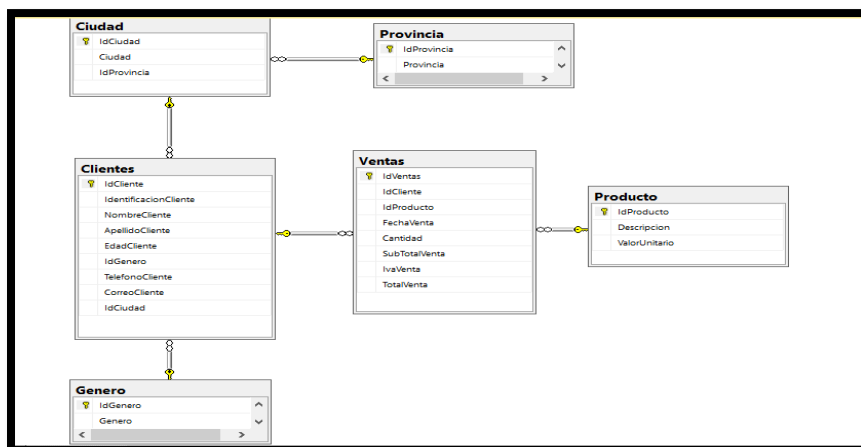 Ciudad
IdCiudad
Ciudad
IdProvincia
Provincia
IdProvincia
Provincia
Clientes
IdCliente
IdentificacionCliente
NombreCliente
ApellidoCliente
EdadCliente
IdGenero
TelefonoCliente
CorreoCliente
IdCiudad
Ventas
IdVentas
IdCliente
IdProducto
FechaVenta
Cantidad
SubTotalVenta
IvaVenta
TotalVenta
Producto
IdProducto
Descripcion
ValorUnitario
Genero
IdGenero
Genero